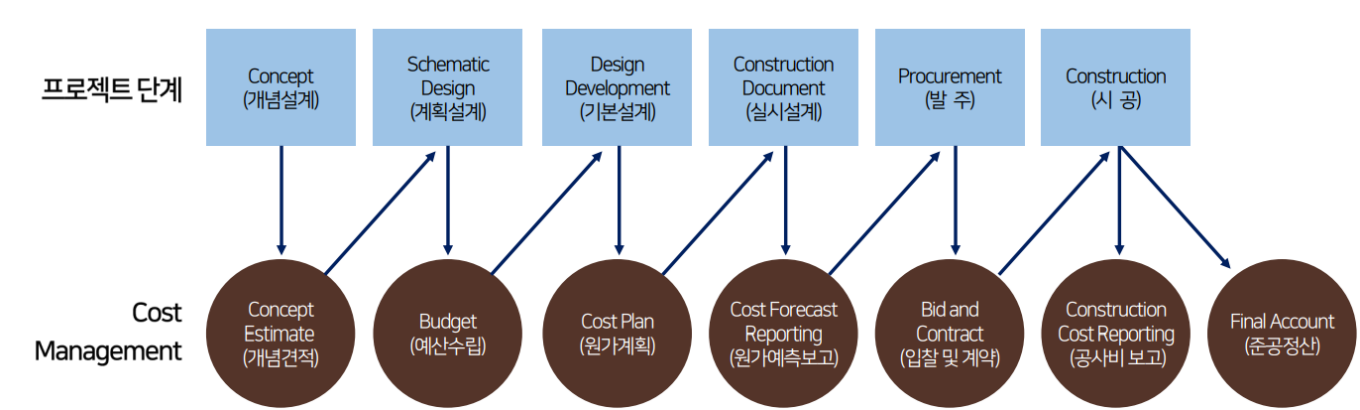 프로젝트 단계
Concept
(개념설계)
Schematic
Design
(계획설계)
Design
Development
(기본설계)
Construction
Document
(실시설계)
Procurement
(발 주)
Construction
(시 공)
Cost
Management
Concept
Estimate
(개념견적)
Budget
(예산수립)
Cost Plan
(원가계획)
Cost Forecast
Reporting
(원가예측보고)
Bid and
Contract
(입찰 및 계약)
Construction
Cost Reporting
(공사비 보고)
Final Account
(준공정산)